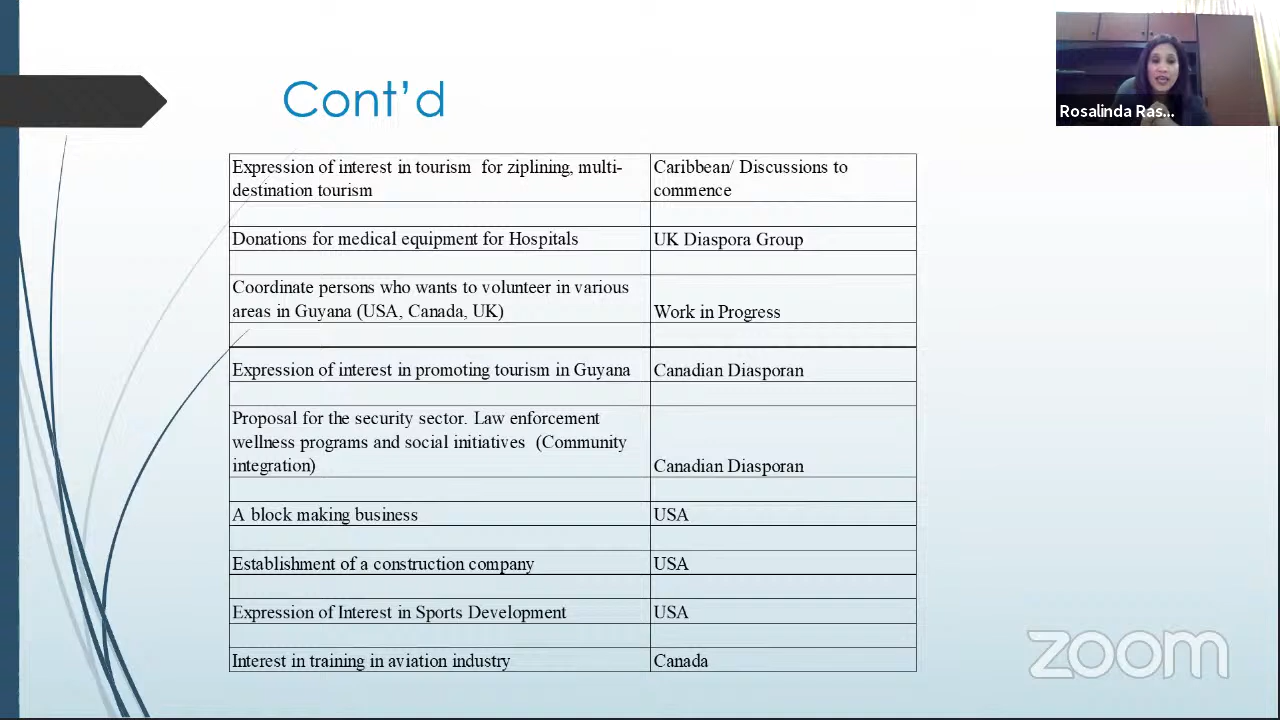 Cont’d
Rosalinda Ras...
Expression of interest in tourism for ziplining, multi-
destination tourism
Caribbean/ Discussions to
commence
Donations for medical equipment for Hospitals
UK Diaspora Group
Coordinate persons who wants to volunteer in various
areas in Guyana (USA, Canada, UK)
Work in Progress
Expression of interest in promoting tourism in Guyana
Canadian Diasporan
Proposal for the security sector. Law enforcement
wellness programs and social initiatives (Community
integration)
Canadian Diasporan
A block making business
USA
Establishment of a construction company
USA
Expression of Interest in Sports Development
USA
Interest in training in aviation industry
Canada
zoom